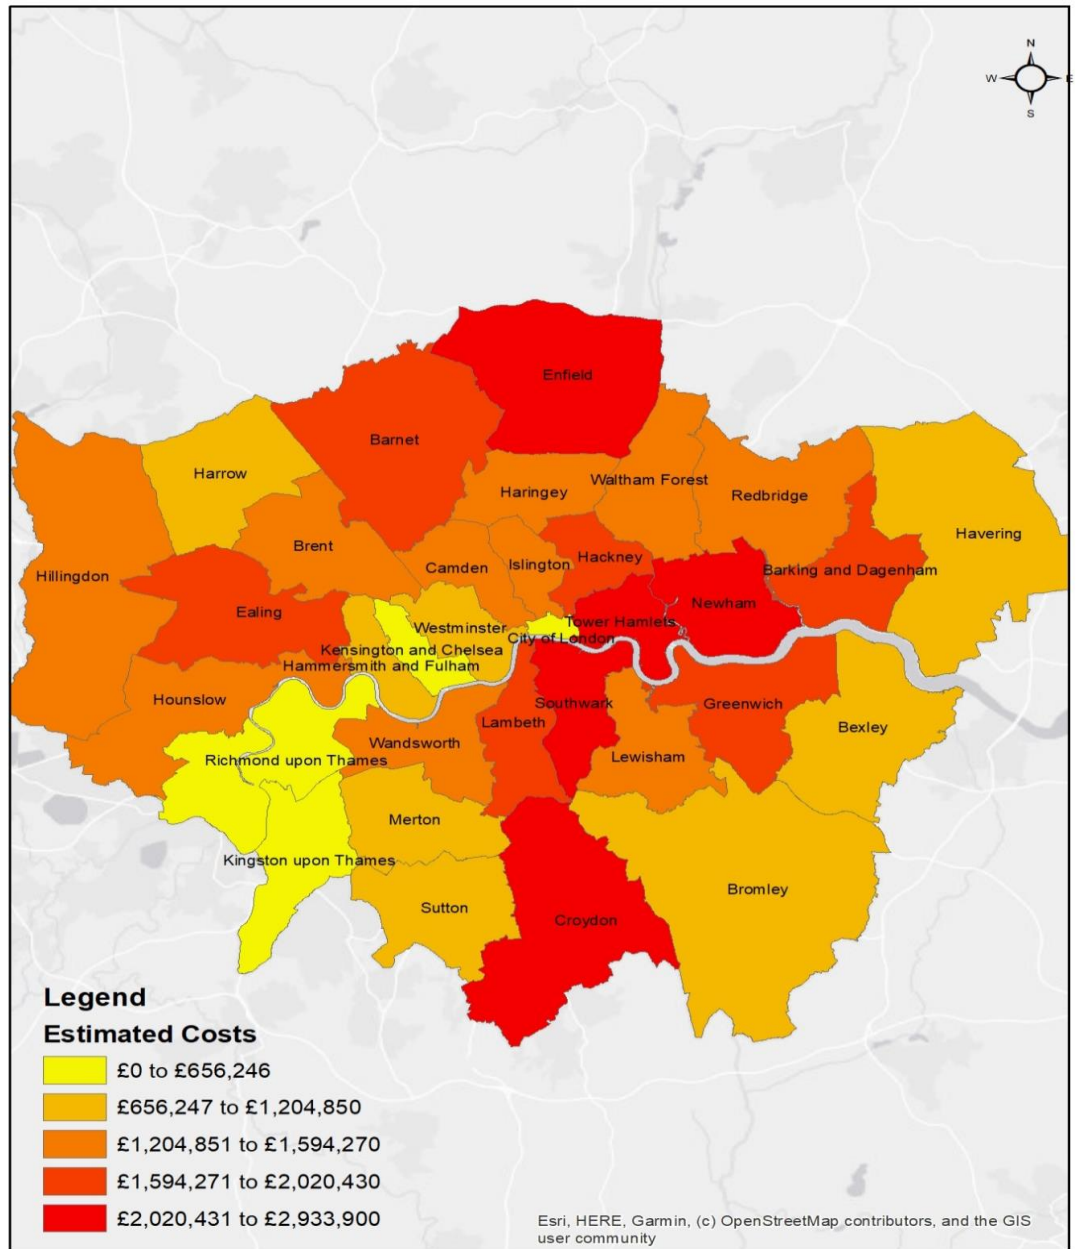 N
W E
S
Enfield
Barnet
Harrow
Waltham Forest
Haringey
Redbridge
Havering
Brent
Hackney
Islington
Camden
Barking and Dagenham
Hillingdon
Newham
Ealing
Tower Hamlets
Westminster
City of London
Kensington and Chelsea
Hammersmith and Fulham
Hounslow
Southwark
Greenwich
Lambeth
Bexley
Wandsworth
Lewisham
Richmond upon Thames
Merton
Kingston upon Thames
Bromley
Sutton
Croydon
Legend
Estimated Costs
£0 to £656,246
£656,247 to £1,204,850
£1,204,851 to £1,594,270
£1,594,271 to £2,020,430
£2,020,431 to £2,933,900
Esri, HERE, Garmin, (c) OpenStreetMap contributors, and the GIS
user community